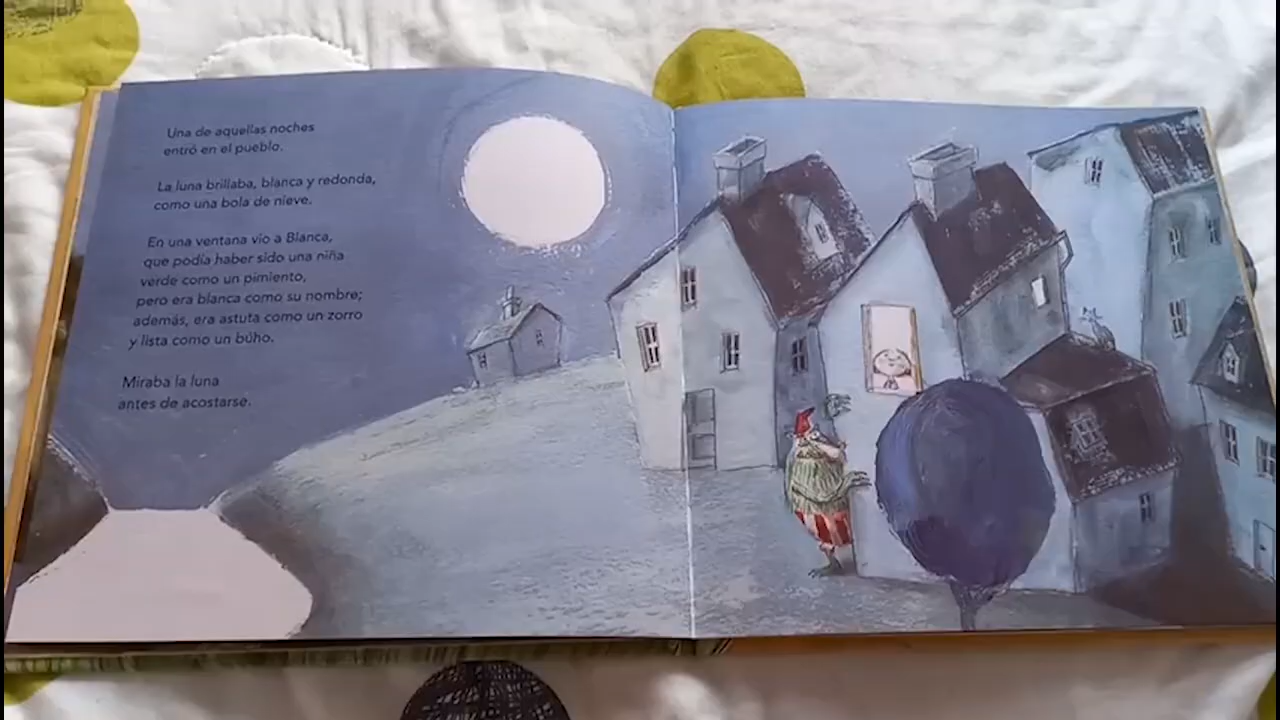 Una de aquellas noches
entró en el pueblo.
La luna brillaba, blanca y redonda,
como una bola de nieve.
En una ventana vio a Blanca,
que podía haber sido una niña
verde como un pimiento,
pero era blanca como su nombre;
además, era astuta como un zorro
y lista como un búho.
Miraba la luna
antes de acostarse.